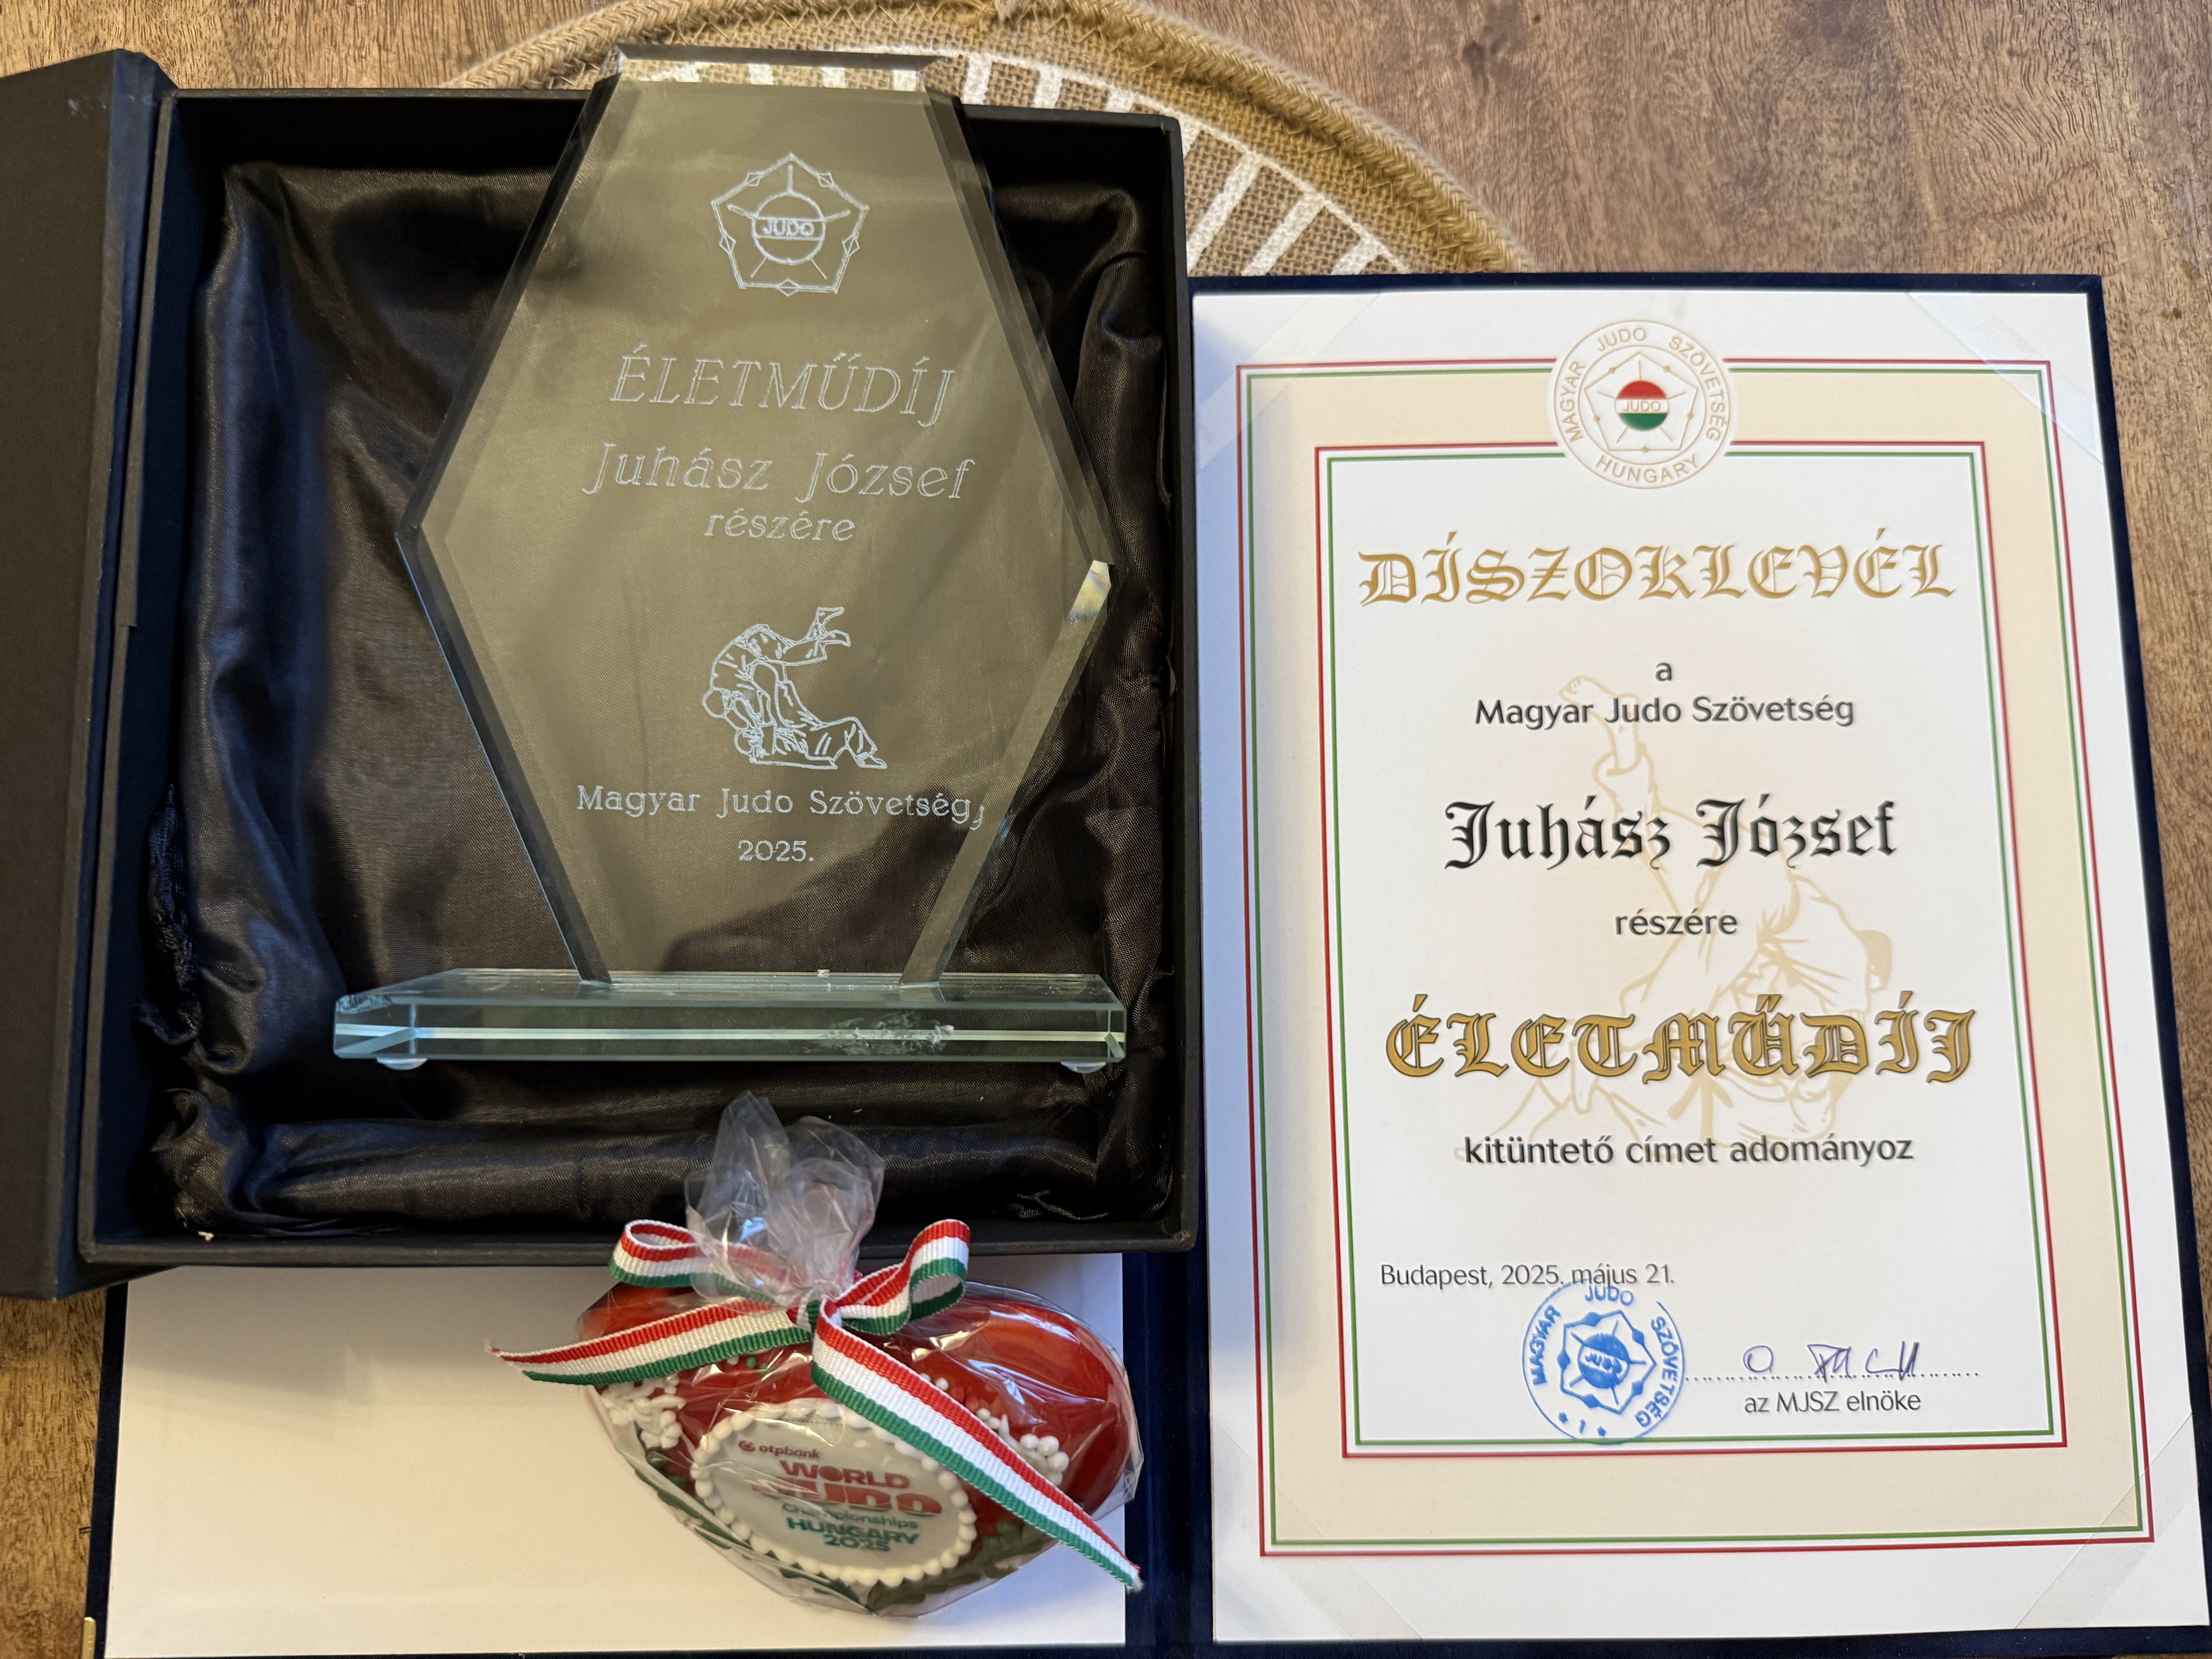 JUDO
ÉLETMŰDÍJ
Juhász József
részére
Magyar Judo Szövetség,
2025.
MAGYAR JUDO SZÖVETSÉG
JUDO
HUNGARY
DÍSZOKLEVÉL
a
Magyar Judo Szövetség
Juhász József
részére
ÉLETMŰDÍJ
kitüntető címet adományoz
Budapest, 2025. május 21.
MAGYAR JUDO SZÖVETSÉG
JUDO
* 1 *
az MJSZ elnöke
otpbank
WORLD
JUDO
Championships
HUNGARY
2025